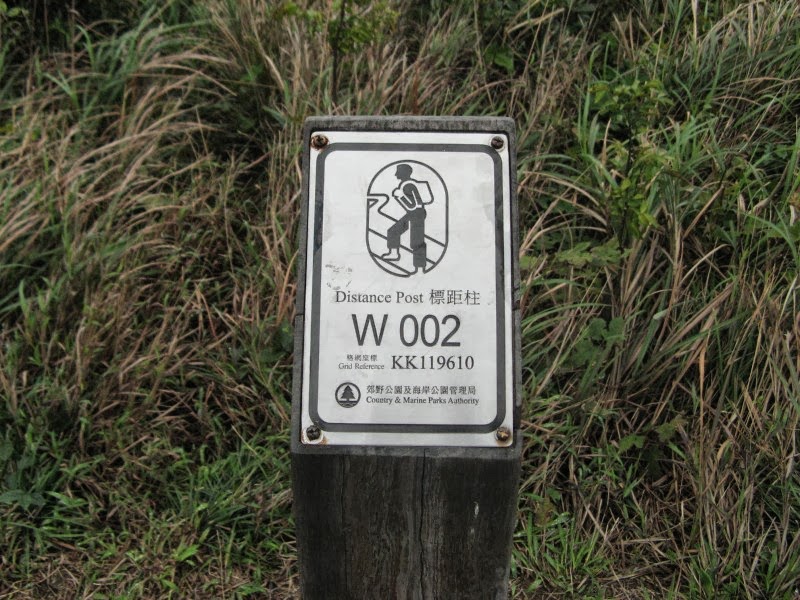 Distance Post 標距柱
W 002
格網座標
Grid Reference KK119610
郊野公園及海岸公園管理局
Country & Marine Parks Authority